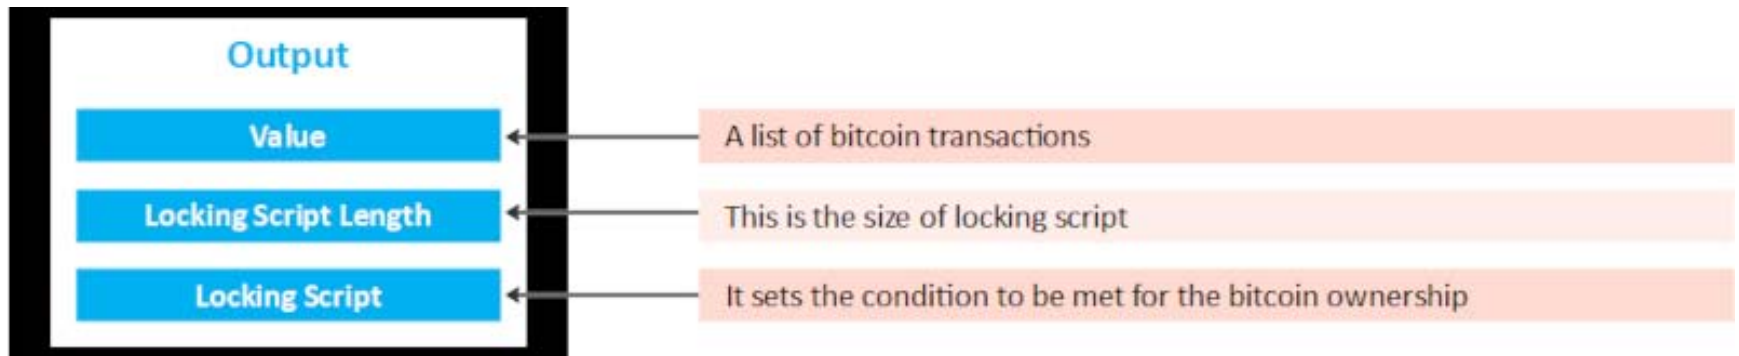 Output
Value
A list of bitcoin transactions
Locking Script Length
This is the size of locking script
Locking Script
It sets the condition to be met for the bitcoin ownership